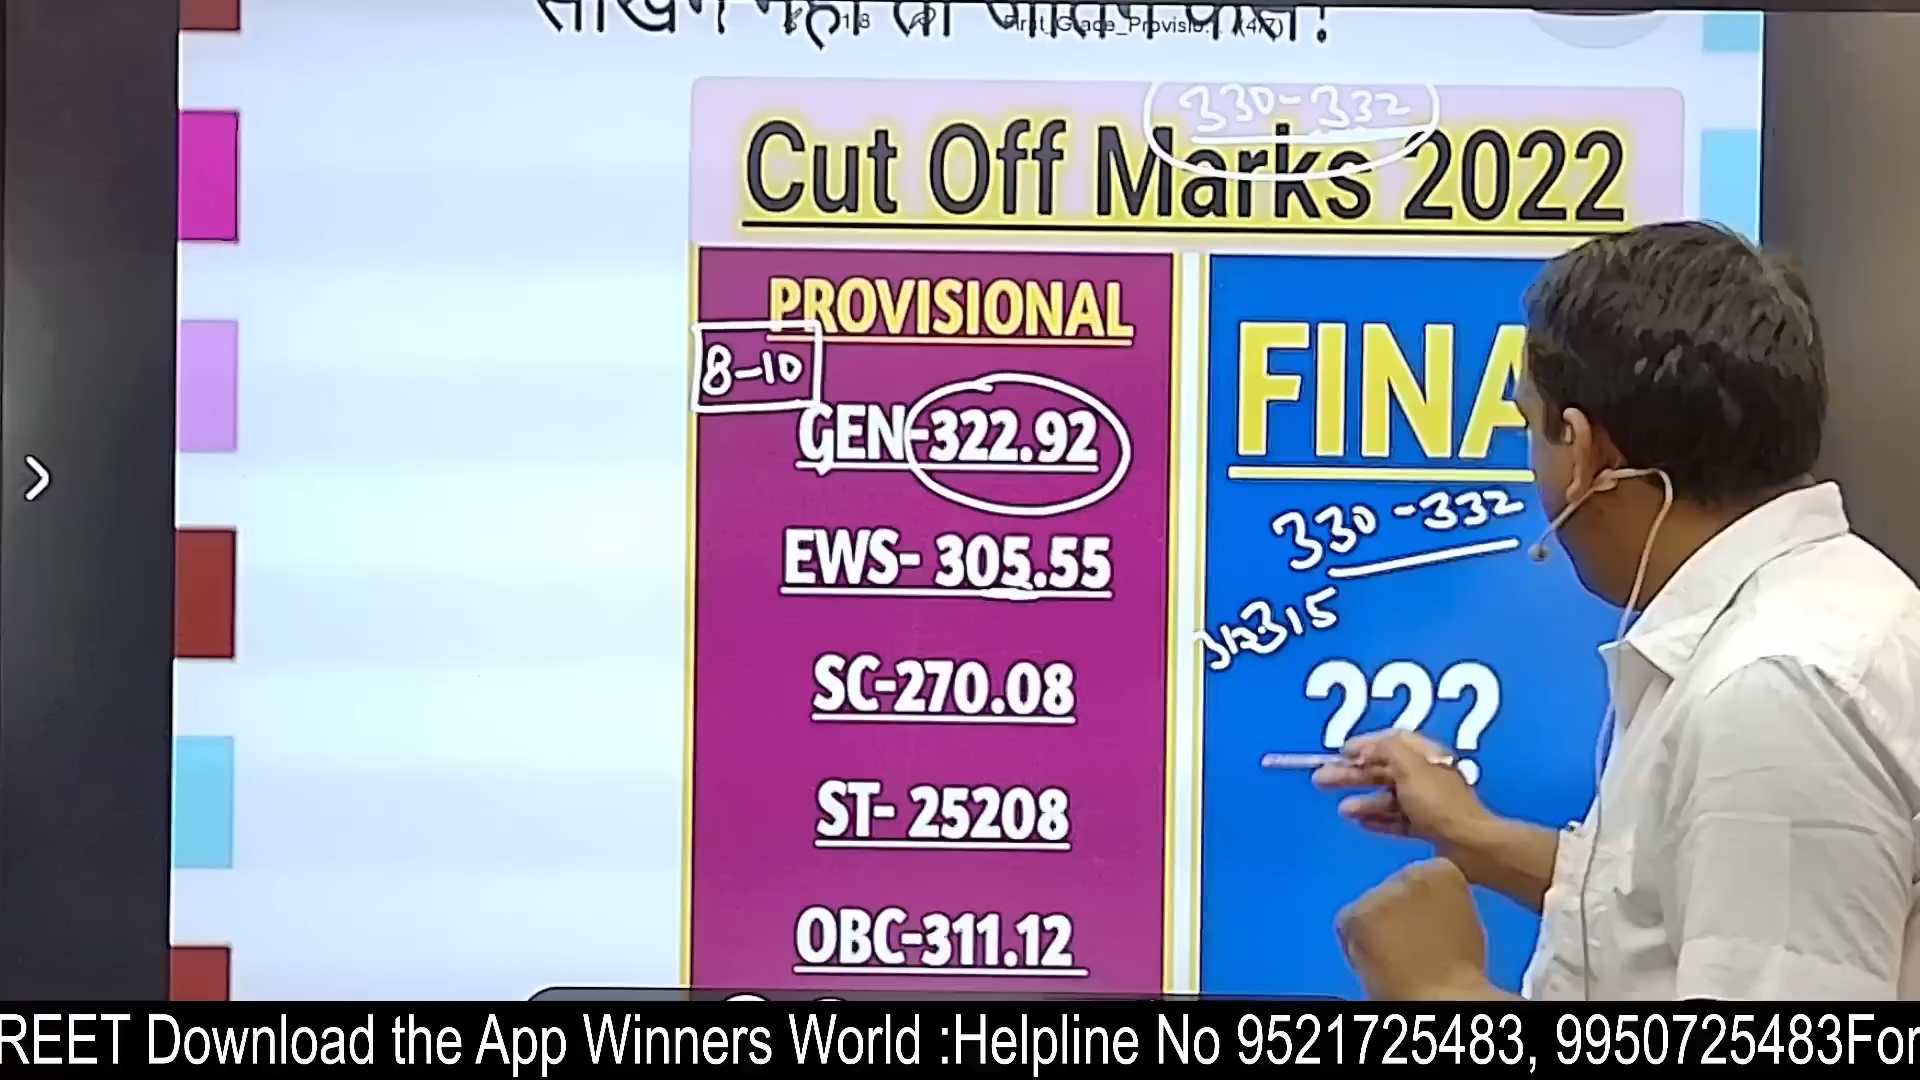 330-332
Cut Off Marks 2022
PROVISIONAL
8-10
GEN-322.92
EWS- 305.55
SC-270.08
ST- 25208
OBC-311.12
FINA
330-332
315
???
REET Download the App Winners World :Helpline No 9521725483, 9950725483For